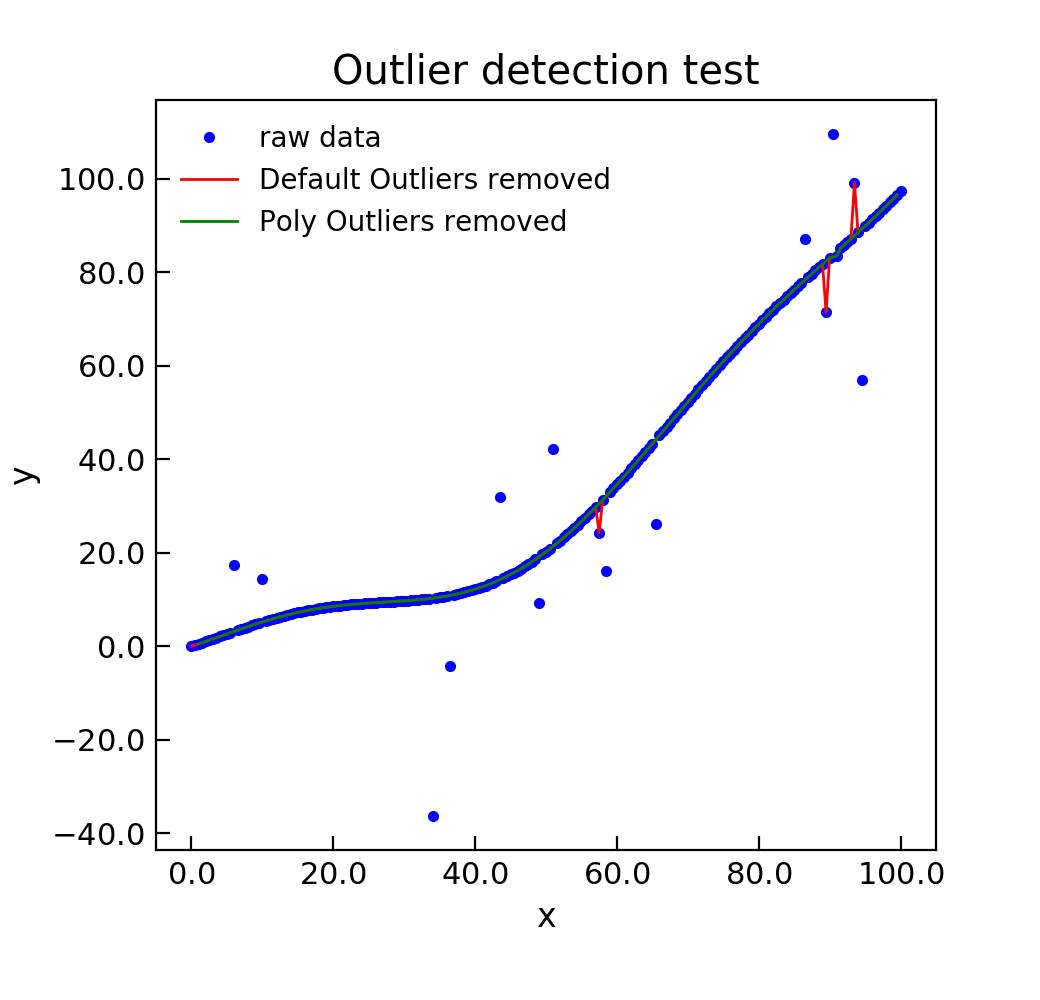 Outlier detection test
raw data
Default Outliers removed
Poly Outliers removed
100.0
80.0
60.0
40.0
20.0
0.0
−20.0
−40.0
y
0.0 20.0 40.0 60.0 80.0 100.0
x